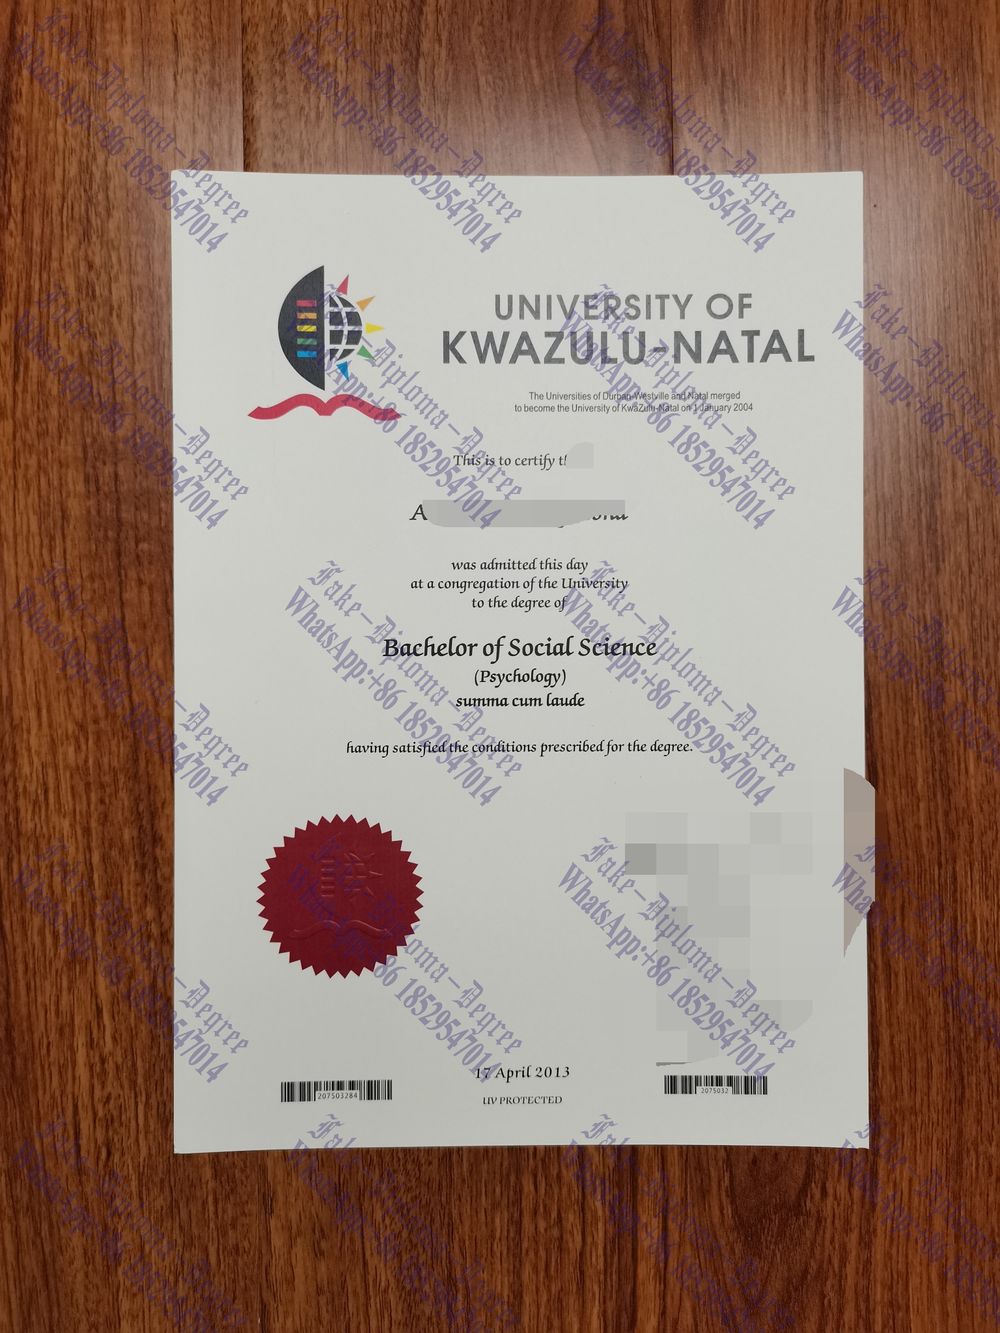 UNIVERSITY OF
KWAZULU-NATAL
The Universities of Durban-Westville and Natal merged
to become the University of KwaZulu-Natal on 1 January 2004
This is to certify
was admitted this day
at a congregation of the University
to the degree of
Bachelor of Social Science
(Psychology)
summa cum laude
having satisfied the conditions prescribed for the degree.
17 April 2013
207503284
2075032
UV PROTECTED
Fake-Diploma-Degree
WhatsApp:+86 18529547014